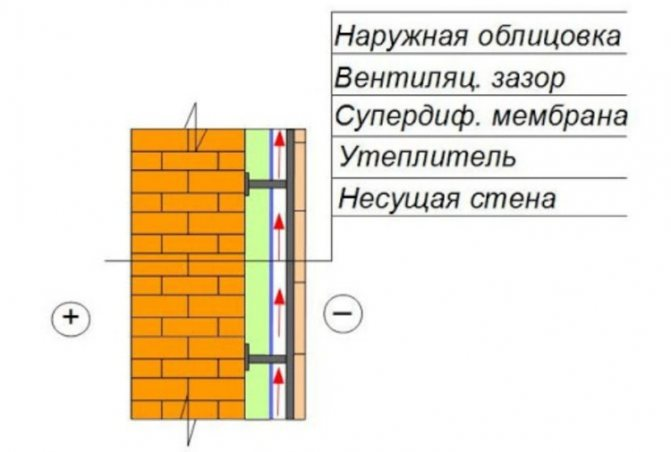 Наружная облицовка
Вентиляц. зазор
Супердиф. мембрана
Утеплитель
Несущая стена
+
−